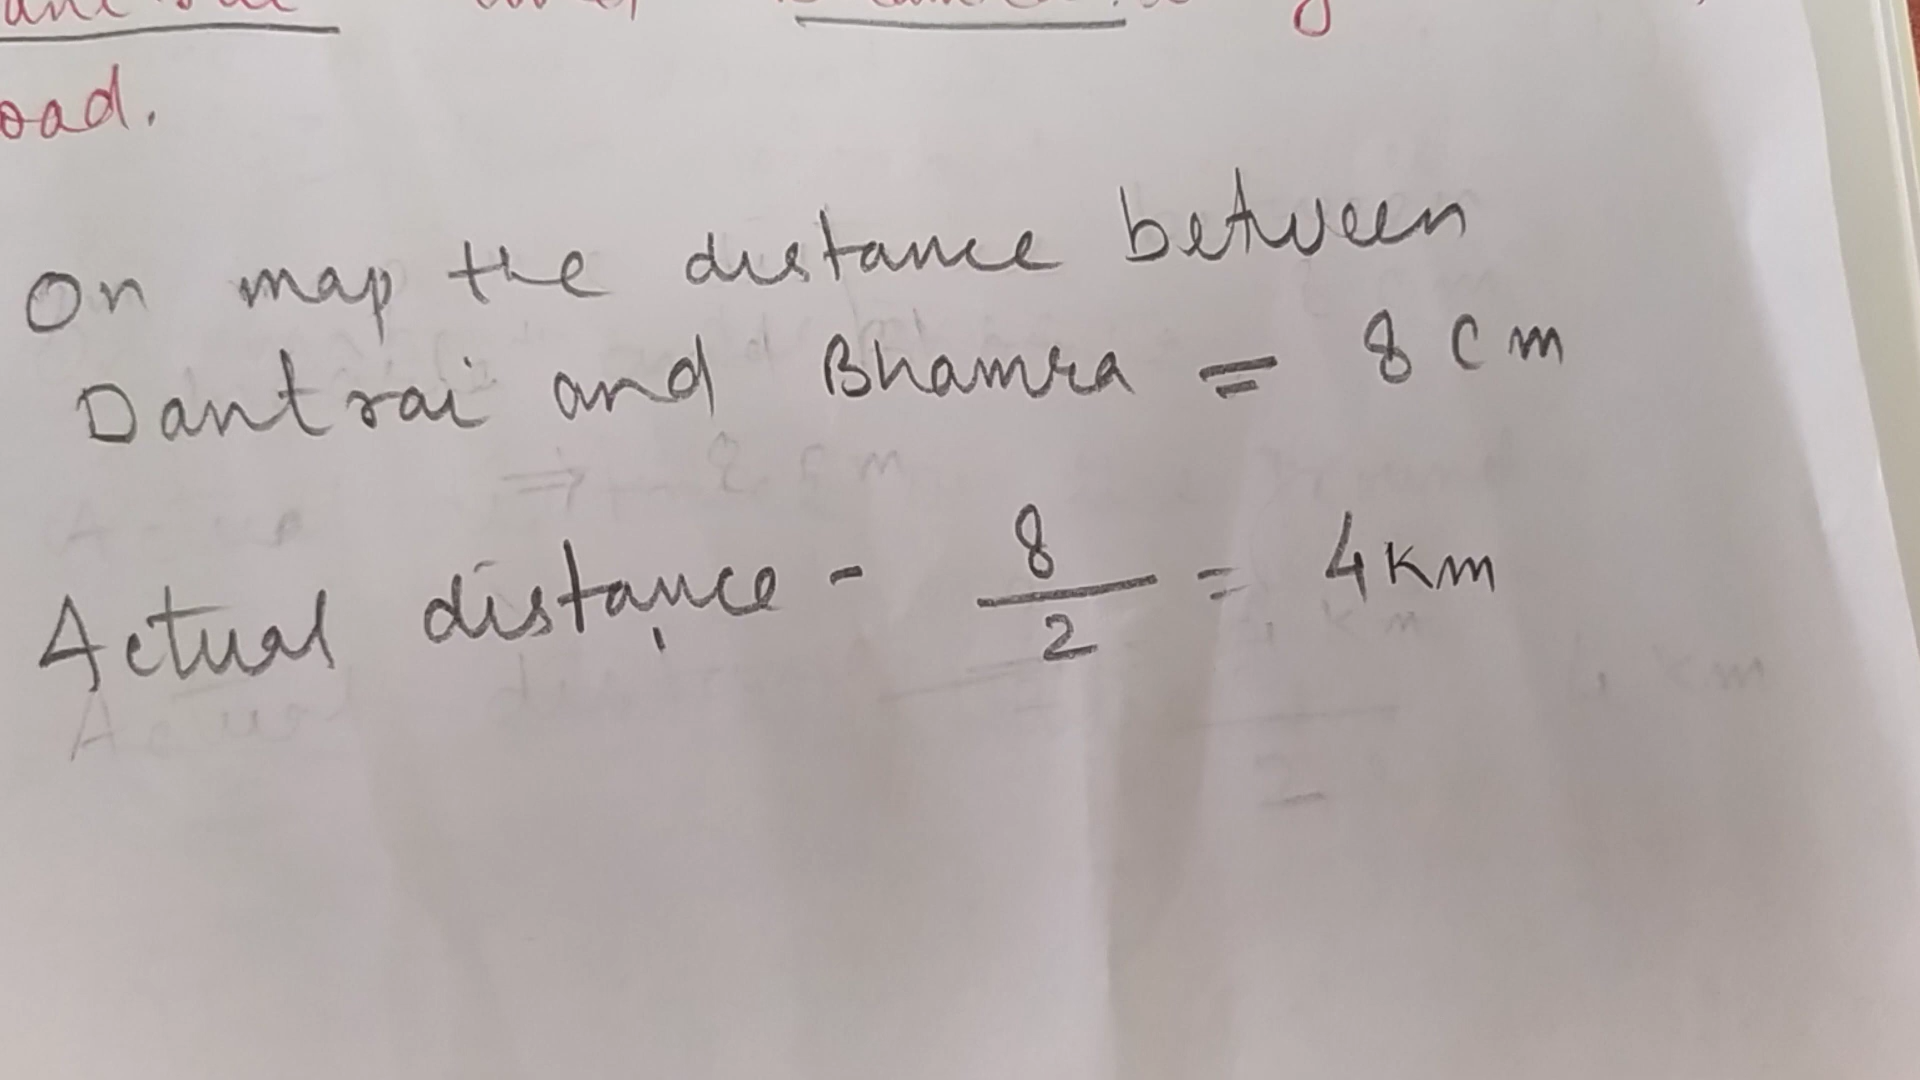 oad.
On map the distance between
Dantrai and Bhamra = 8 cm
Actual distance - 8/2 = 4 km